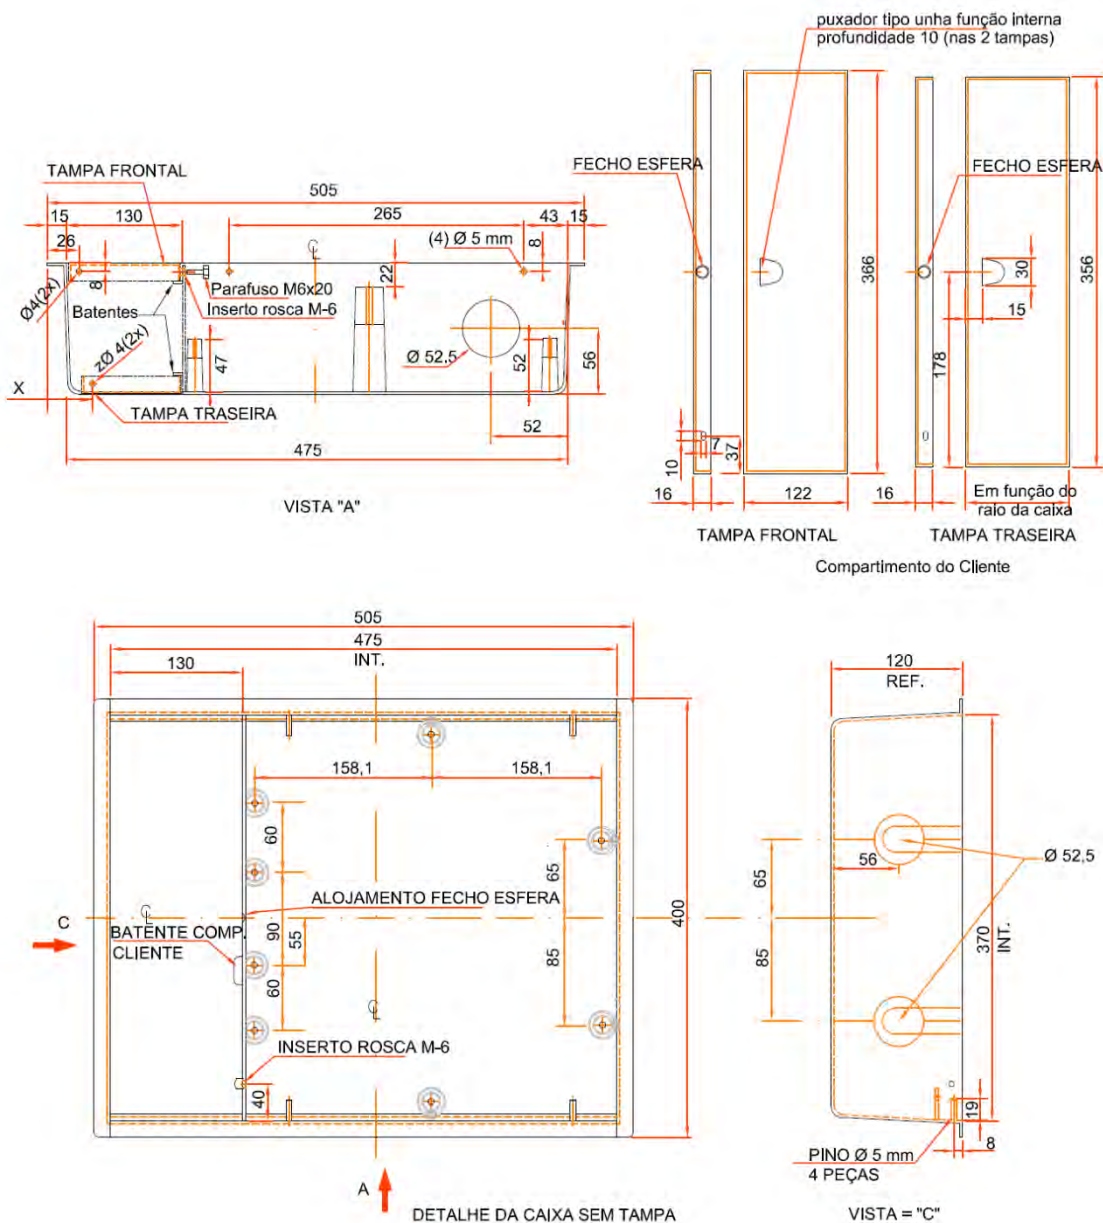 puxador tipo unha função interna
profundidade 10 (nas 2 tampas)
TAMPA FRONTAL
505
15
130
265
43
15
26
(4) Ø 5 mm
8
8
22
Ø4(2x)
Parafuso M6x20
Inserto rosca M-6
Batentes
zØ 4(2x)
47
Ø 52,5
52
56
X
TAMPA TRASEIRA
52
475
VISTA "A"
FECHO ESFERA
FECHO ESFERA
366
356
30
15
178
10
7
37
16
122
16
Em função do
raio da caixa
TAMPA FRONTAL
TAMPA TRASEIRA
Compartimento do Cliente
505
475
INT.
130
158,1
158,1
60
65
ALOJAMENTO FECHO ESFERA
C
BATENTE COMP.
CLIENTE
90
55
85
400
60
INSERTO ROSCA M-6
40
A
DETALHE DA CAIXA SEM TAMPA
120
REF.
56
Ø 52,5
65
85
370
INT.
19
8
PINO Ø 5 mm
4 PEÇAS
VISTA = "C"